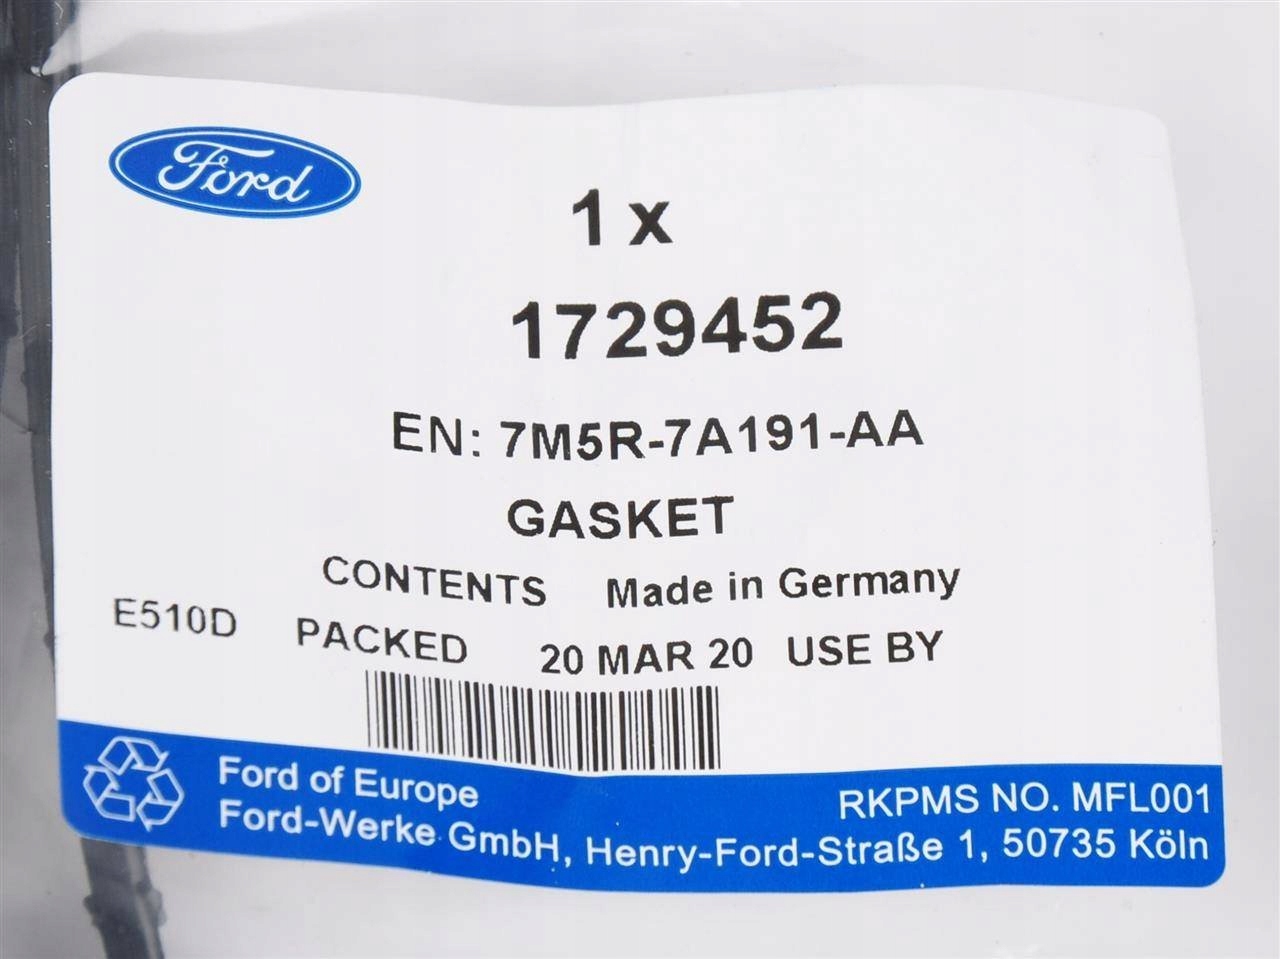 Ford
1 x
1729452
EN: 7M5R-7A191-AA
GASKET
CONTENTS Made in Germany
E510D PACKED 20 MAR 20 USE BY
Ford of Europe RKPMS NO. MFL001
Ford-Werke GmbH, Henry-Ford-Straße 1, 50735 Köln